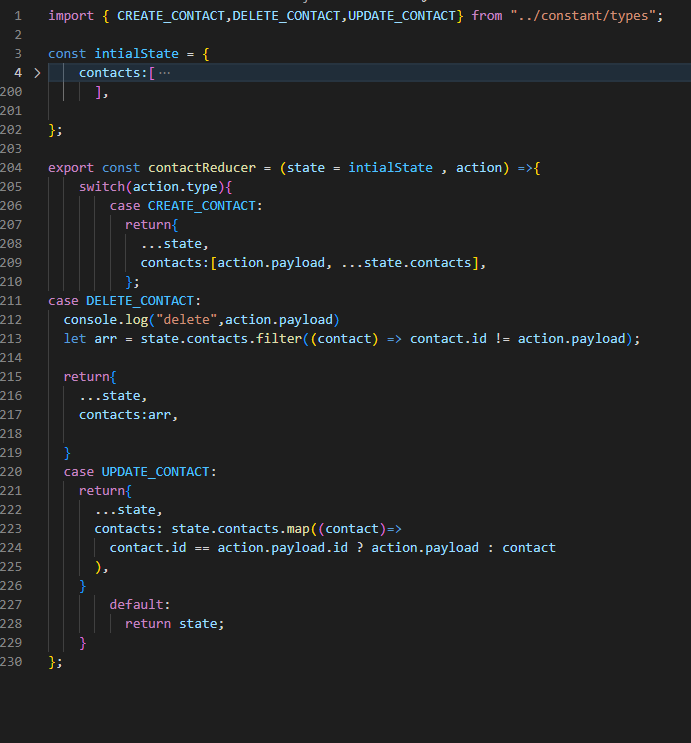 1 import { CREATE_CONTACT,DELETE_CONTACT,UPDATE_CONTACT} from "../constant/types";
2
3 const intialState = {
4 > contacts:[ ···
200 ],
201
202 };
203
204 export const contactReducer = (state = intialState , action) =>{
205 switch(action.type){
206 case CREATE_CONTACT:
207 return{
208 ...state,
209 contacts:[action.payload, ...state.contacts],
210 };
211 case DELETE_CONTACT:
212 console.log("delete",action.payload)
213 let arr = state.contacts.filter((contact) => contact.id != action.payload);
214
215 return{
216 ...state,
217 contacts:arr,
218
219 }
220 case UPDATE_CONTACT:
221 return{
222 ...state,
223 contacts: state.contacts.map((contact)=>
224 contact.id == action.payload.id ? action.payload : contact
225 ),
226 }
227 default:
228 return state;
229 }
230 };